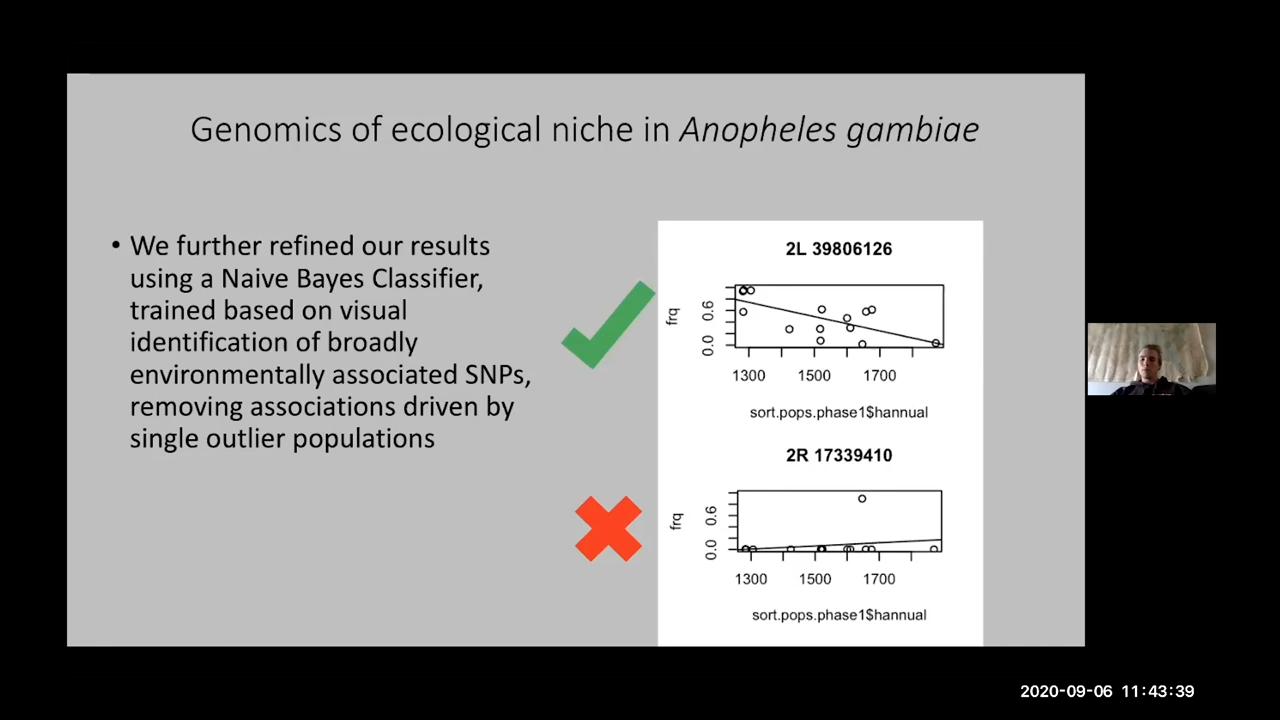 Genomics of ecological niche in Anopheles gambiae
• We further refined our results
using a Naive Bayes Classifier,
trained based on visual
identification of broadly
environmentally associated SNPs,
removing associations driven by
single outlier populations
2L 39806126
frq
0.0 0.6
1300 1500 1700
sort.pops.phase1$hannual
2R 17339410
frq
0.0 0.6
1300 1500 1700
sort.pops.phase1$hannual
2020-09-06 11:43:39